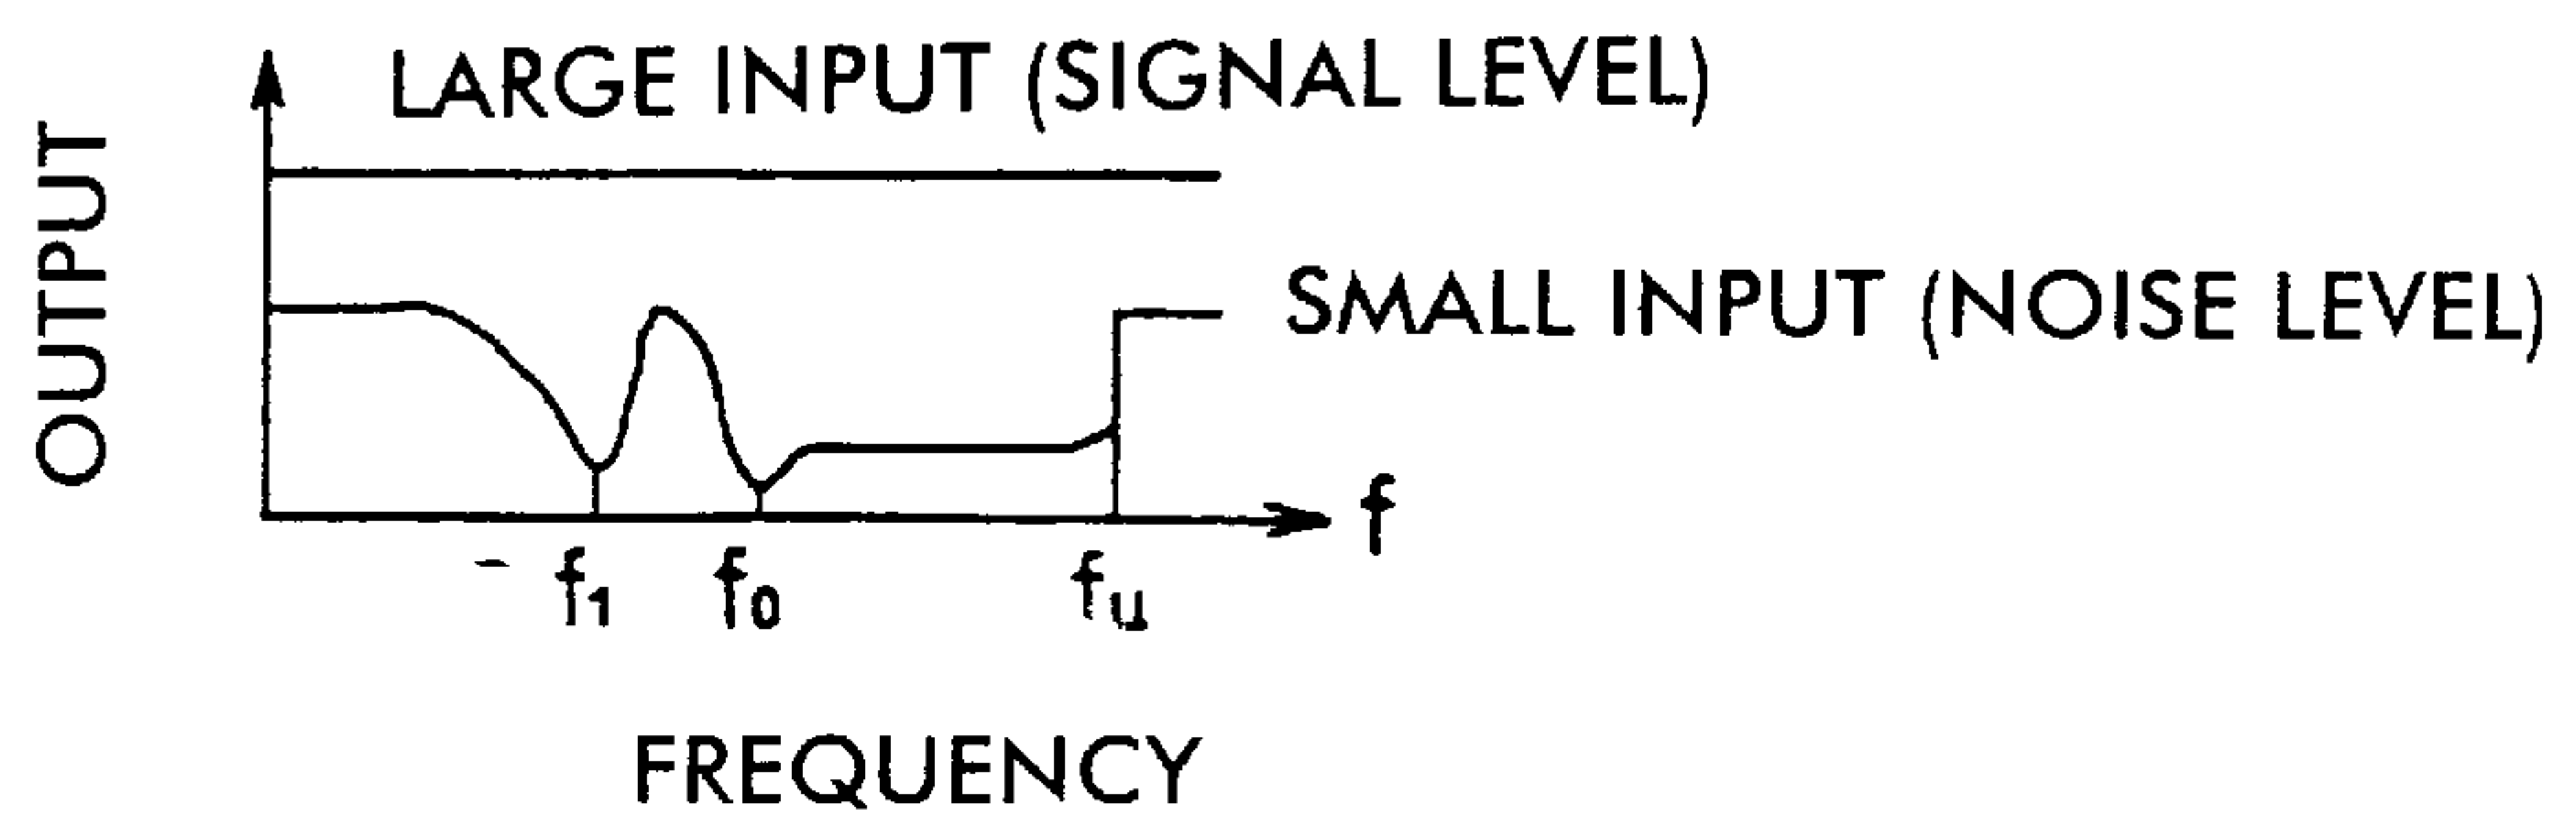 LARGE INPUT (SIGNAL LEVEL)
OUTPUT
SMALL INPUT (NOISE LEVEL)
f
f1 f0 fu
FREQUENCY